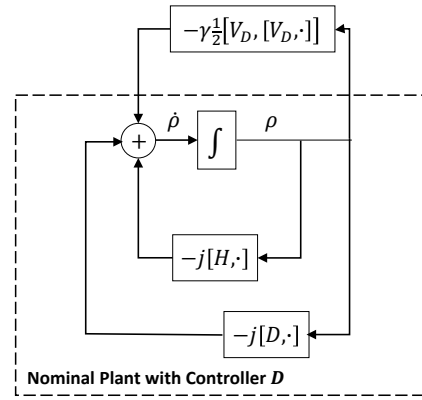 −γ½[V_D, [V_D,·]]
+
ρ̇
∫
ρ
−j[H,·]
−j[D,·]
Nominal Plant with Controller D